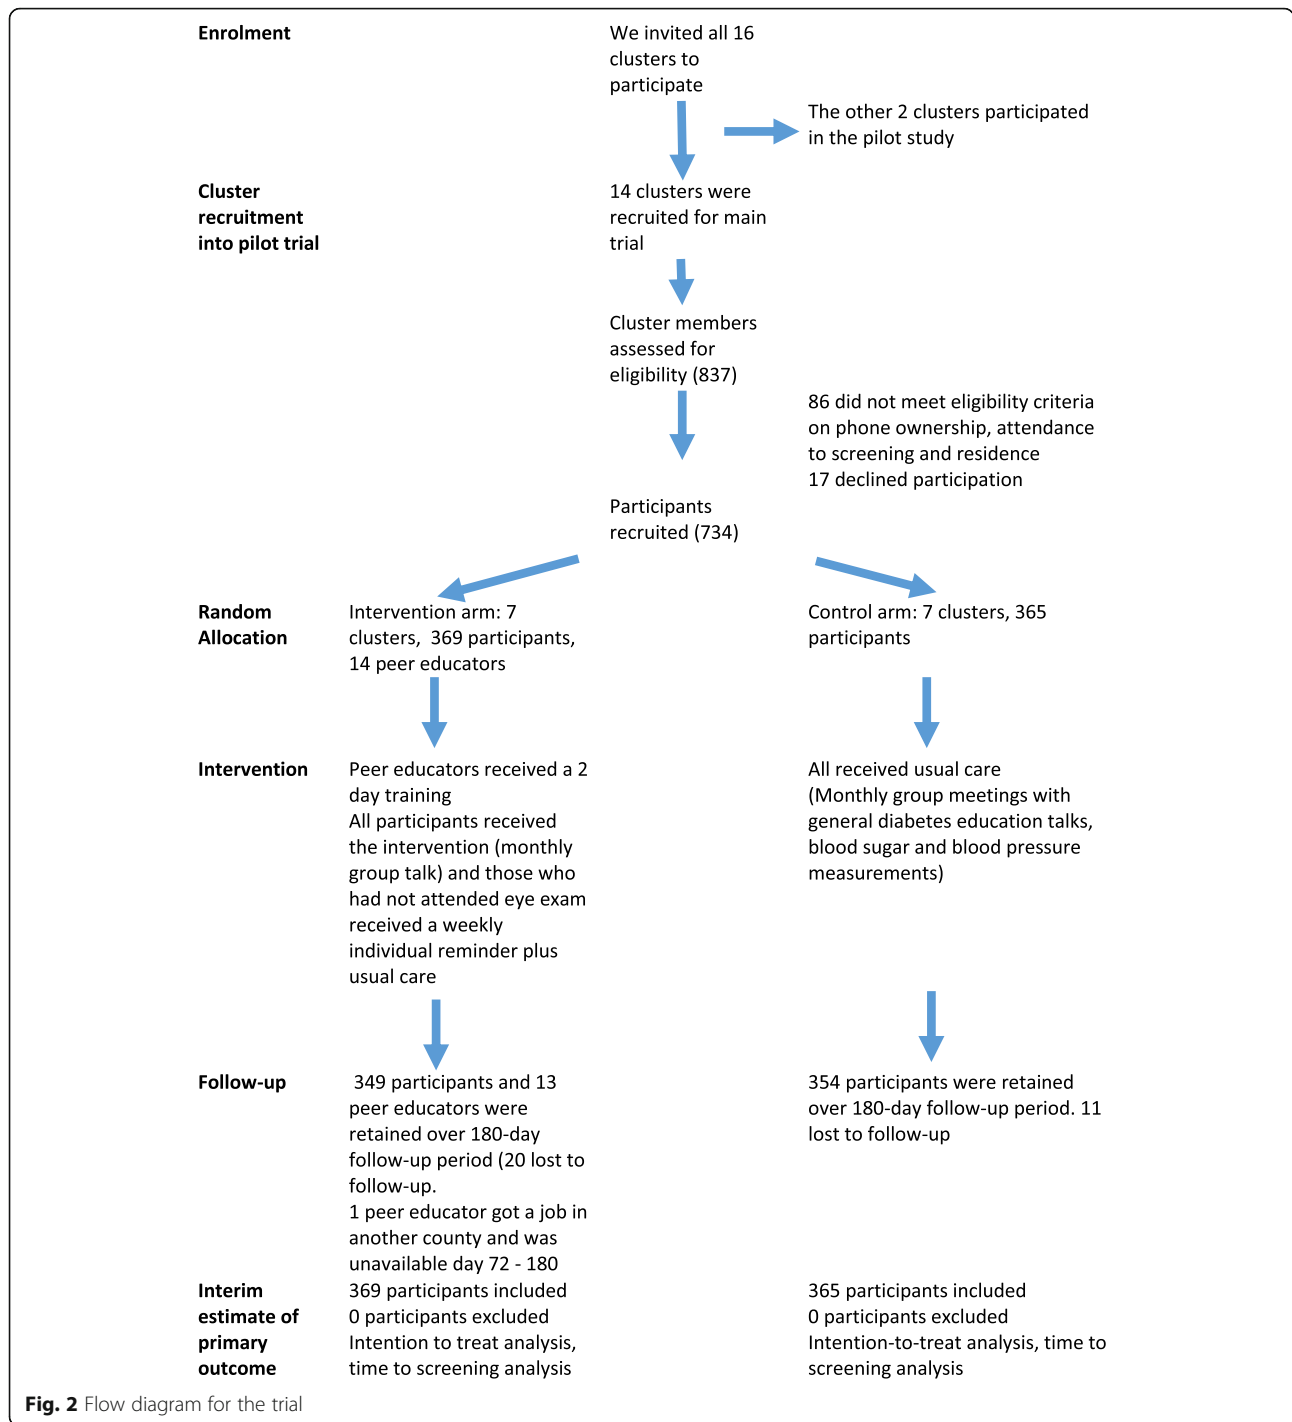 Enrolment
We invited all 16
clusters to
participate
The other 2 clusters participated
in the pilot study
Cluster
recruitment
into pilot trial
14 clusters were
recruited for main
trial
Cluster members
assessed for
eligibility (837)
86 did not meet eligibility criteria
on phone ownership, attendance
to screening and residence
17 declined participation
Participants
recruited (734)
Random
Allocation
Intervention arm: 7
clusters, 369 participants,
14 peer educators
Control arm: 7 clusters, 365
participants
Intervention
Peer educators received a 2
day training
All participants received
the intervention (monthly
group talk) and those who
had not attended eye exam
received a weekly
individual reminder plus
usual care
All received usual care
(Monthly group meetings with
general diabetes education talks,
blood sugar and blood pressure
measurements)
Follow-up
349 participants and 13
peer educators were
retained over 180-day
follow-up period (20 lost to
follow-up.
1 peer educator got a job in
another county and was
unavailable day 72 - 180
354 participants were retained
over 180-day follow-up period. 11
lost to follow-up
Interim
estimate of
primary
outcome
369 participants included
0 participants excluded
Intention to treat analysis,
time to screening analysis
365 participants included
0 participants excluded
Intention-to-treat analysis, time to
screening analysis
Fig. 2 Flow diagram for the trial